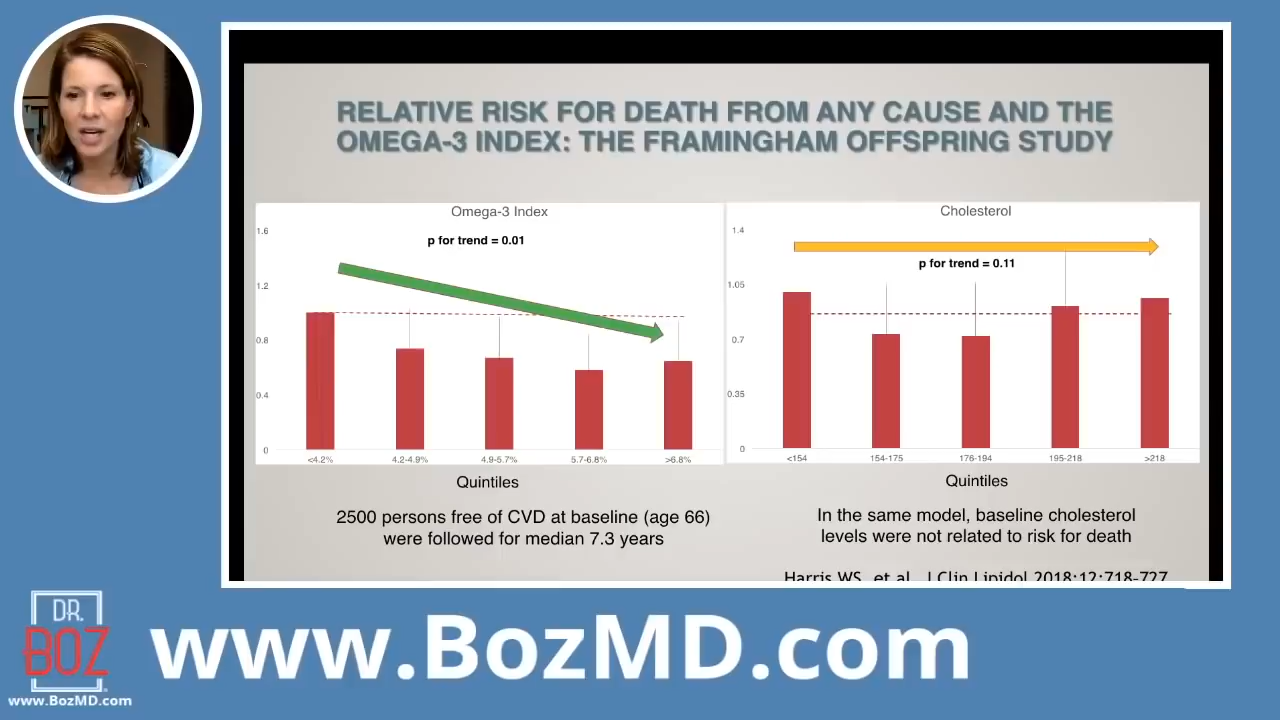 RELATIVE RISK FOR DEATH FROM ANY CAUSE AND THE
OMEGA-3 INDEX: THE FRAMINGHAM OFFSPRING STUDY
Omega-3 Index
p for trend = 0.01
1.6
1.2
0.8
0.4
0
<4.2%
4.2-4.9%
4.9-5.7%
5.7-6.8%
>6.8%
Quintiles
2500 persons free of CVD at baseline (age 66)
were followed for median 7.3 years
Cholesterol
p for trend = 0.11
1.4
1.05
0.7
0.35
0
<154
154-175
176-194
195-218
>218
Quintiles
In the same model, baseline cholesterol
levels were not related to risk for death
Harris WS, et al. J Clin Lipidol 2018;12:718-727
DR.
BOZ
www.BozMD.com
www.BozMD.com